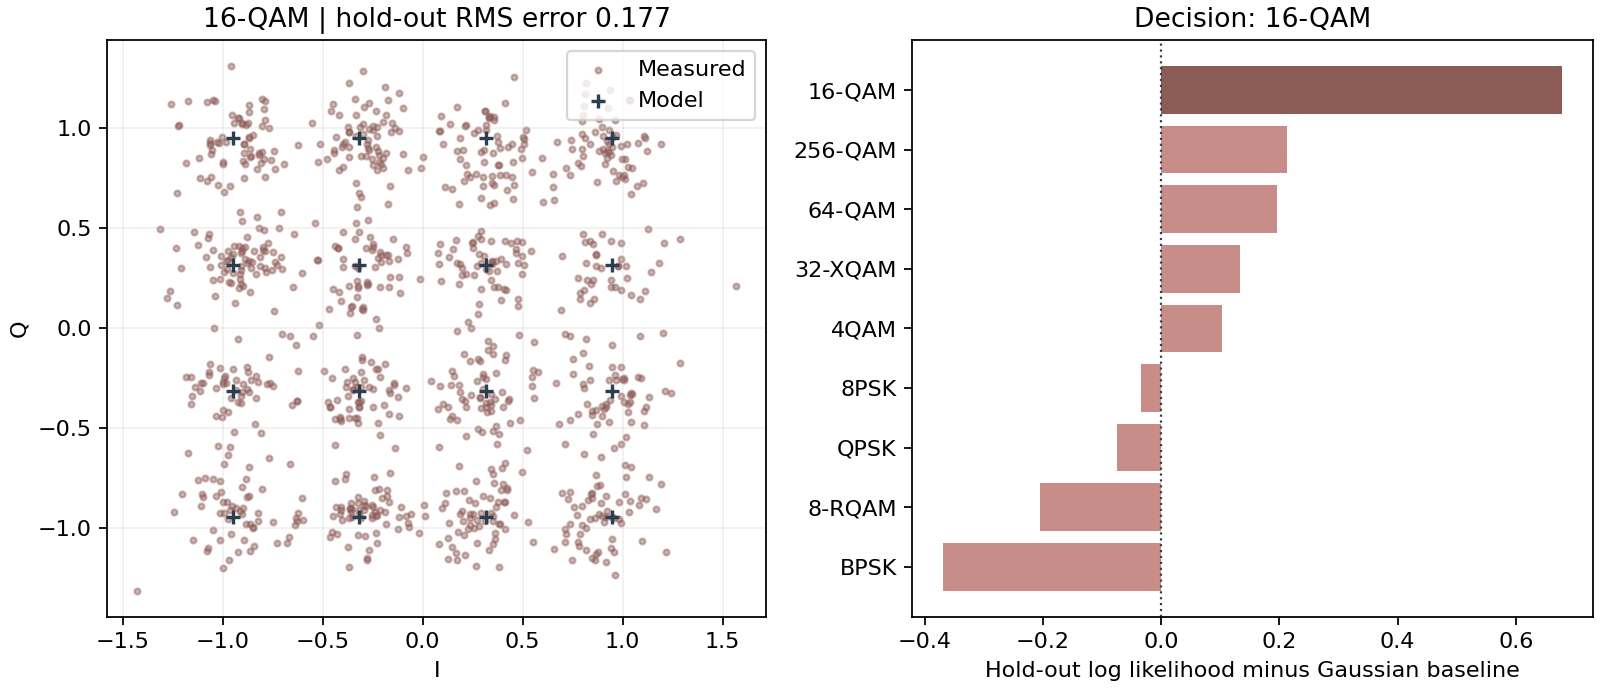 16-QAM | hold-out RMS error 0.177
Measured
Model
1.0
0.5
0.0
−0.5
−1.0
Q
−1.5
−1.0
−0.5
0.0
0.5
1.0
1.5
I
Decision: 16-QAM
16-QAM
256-QAM
64-QAM
32-XQAM
4QAM
8PSK
QPSK
8-RQAM
BPSK
−0.4
−0.2
0.0
0.2
0.4
0.6
Hold-out log likelihood minus Gaussian baseline